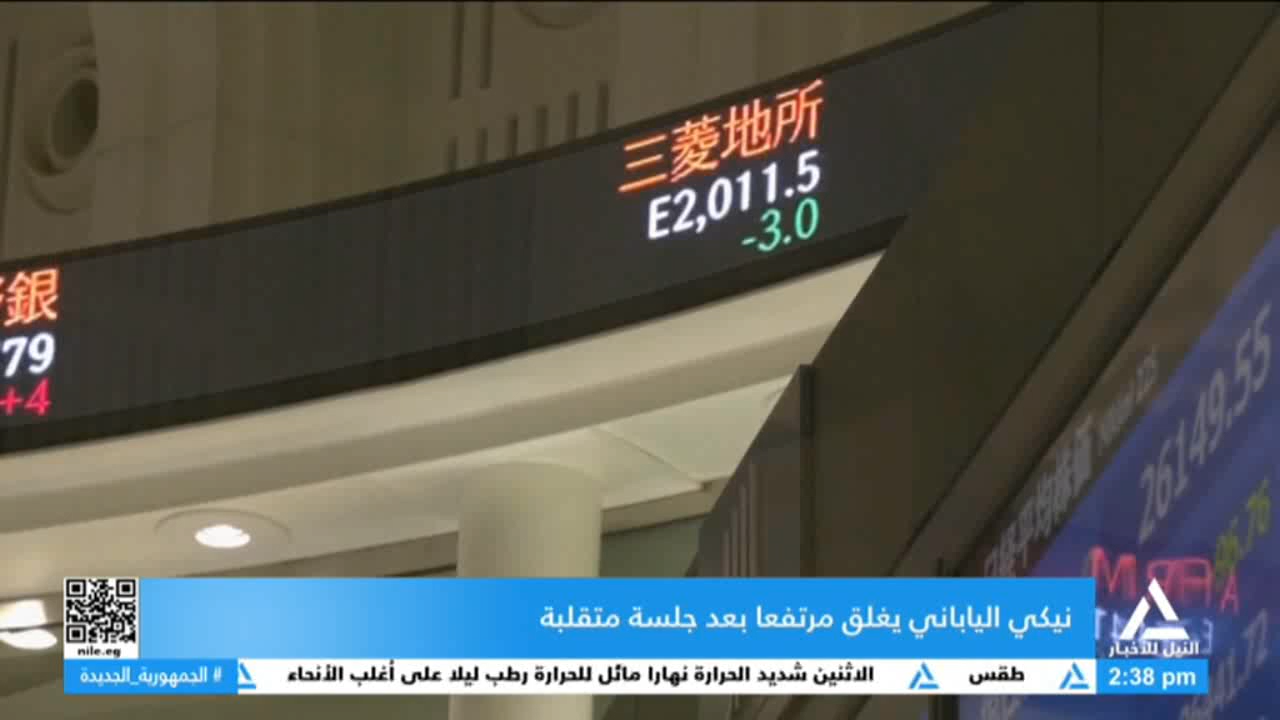 三菱地所
E2,011.5
-3.0
銀
79
+4
26149.55
نيكي الياباني يغلق مرتفعا بعد جلسة متقلبة
النيل للأخبار
nile.eg
2:38 pm
طقس
الاثنين شديد الحرارة نهارا مائل للحرارة رطب ليلا على أغلب الأنحاء
# الجمهورية_الجديدة